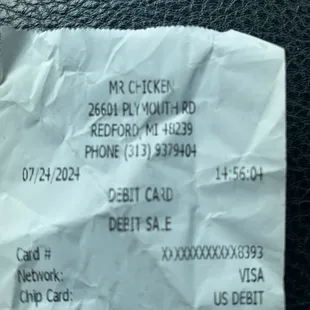 MR CHICKEN
26601 PLYMOUTH RD
REDFORD, MI 48239
PHONE (313) 9379404
07/24/2024 14:56:04
DEBIT CARD
DEBIT SALE
Card # XXXXXXXXXXXX8393
Network: VISA
Chip Card: US DEBIT